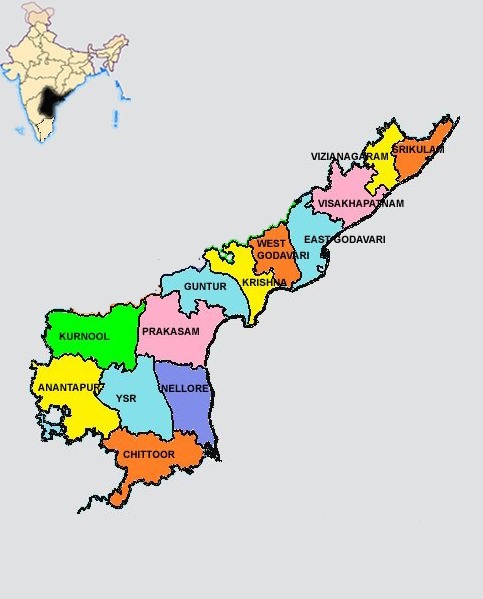 SRIKULAM
VIZIANAGARAM
VISAKHAPATNAM
EAST GODAVARI
WEST
GODAVARI
KRISHNA
GUNTUR
PRAKASAM
KURNOOL
ANANTAPUR
YSR
NELLORE
CHITTOOR